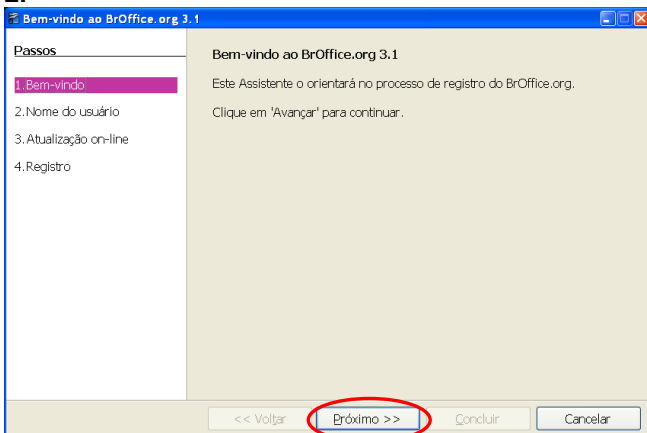 Bem-vindo ao BrOffice.org 3.1
Passos
1.Bem-vindo
2.Nome do usuário
3.Atualização on-line
4.Registro
Bem-vindo ao BrOffice.org 3.1
Este Assistente o orientará no processo de registro do BrOffice.org.
Clique em 'Avançar' para continuar.
<< Voltar Próximo >> Concluir Cancelar